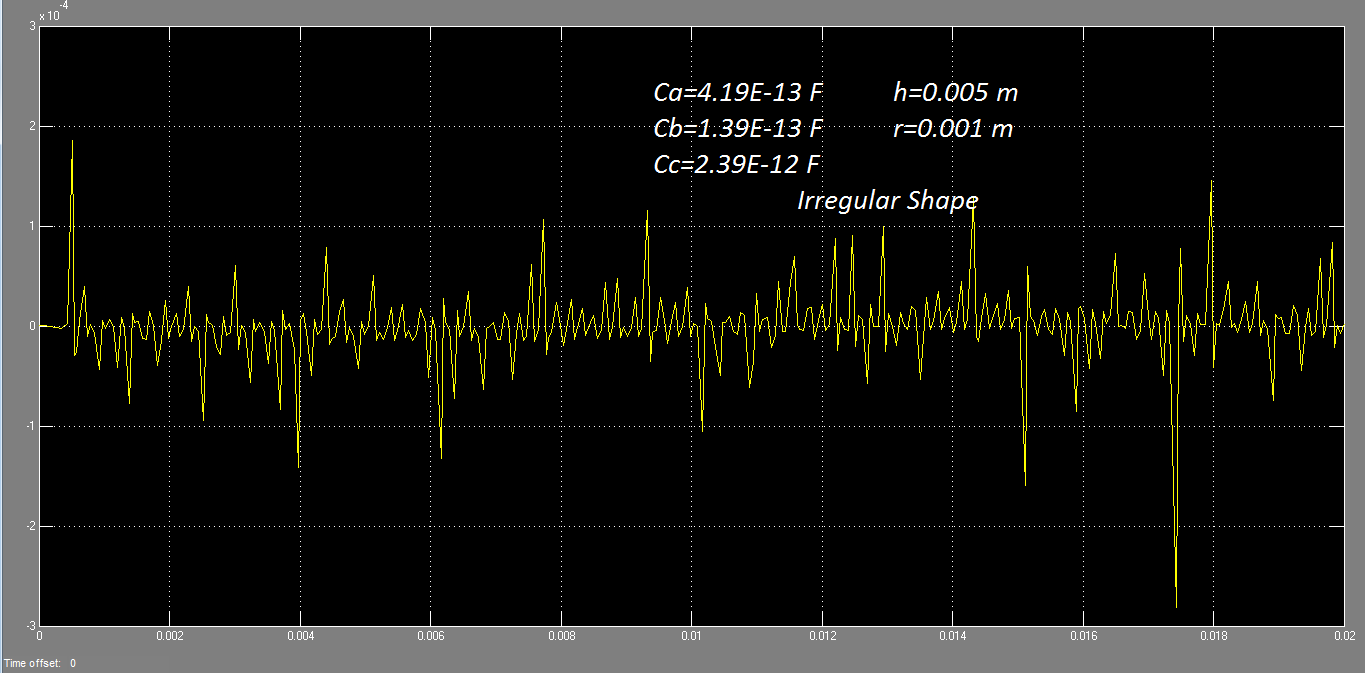 x 10^-4
3
Ca=4.19E-13 F h=0.005 m
2
Cb=1.39E-13 F r=0.001 m
Cc=2.39E-12 F
Irregular Shape
1
0
-1
-2
-3
0 0.002 0.004 0.006 0.008 0.01 0.012 0.014 0.016 0.018 0.02
Time offset: 0